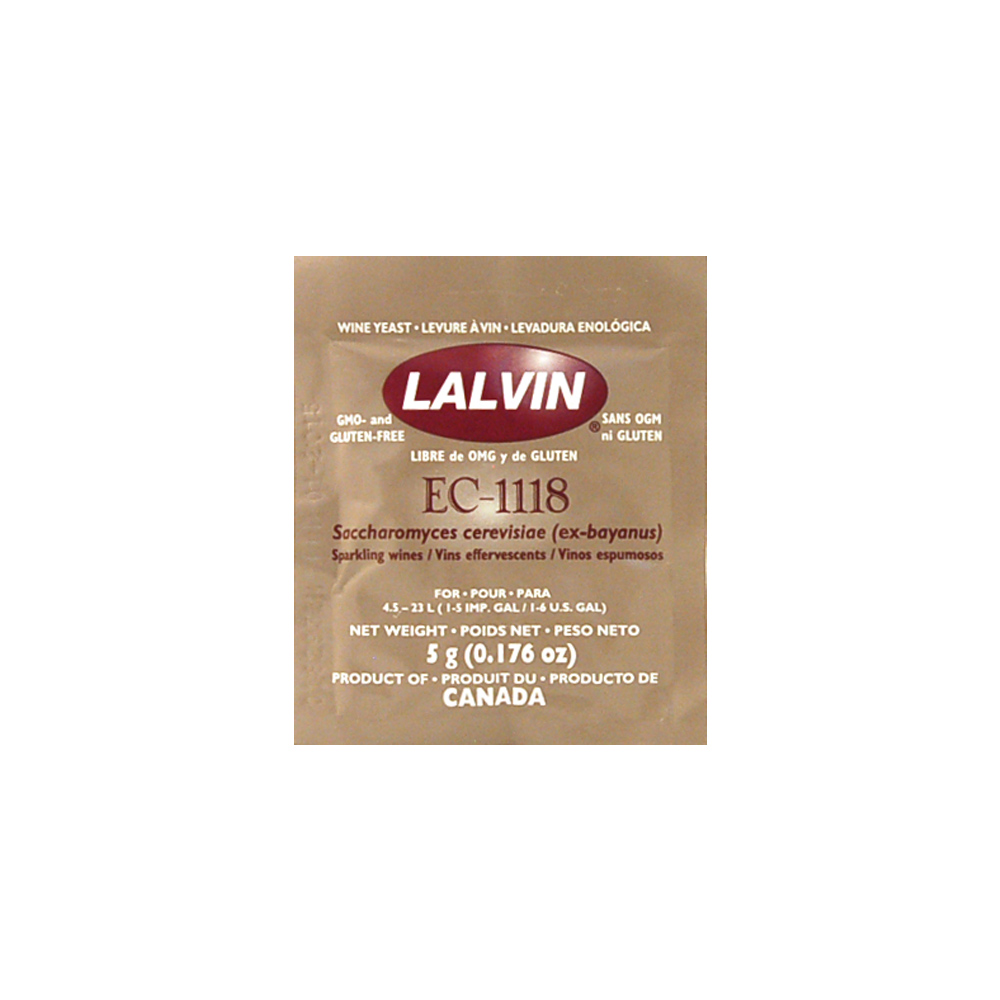 WINE YEAST • LEVURE À VIN • LEVADURA ENOLÓGICA
LALVIN®
GMO- and
GLUTEN-FREE
SANS OGM
ni GLUTEN
LIBRE de OMG y de GLUTEN
EC-1118
Saccharomyces cerevisiae (ex-bayanus)
Sparkling wines / Vins effervescents / Vinos espumosos
FOR • POUR • PARA
4.5 – 23 L ( 1-5 IMP. GAL / 1-6 U.S. GAL)
NET WEIGHT • POIDS NET • PESO NETO
5 g (0.176 oz)
PRODUCT OF • PRODUIT DU • PRODUCTO DE
CANADA